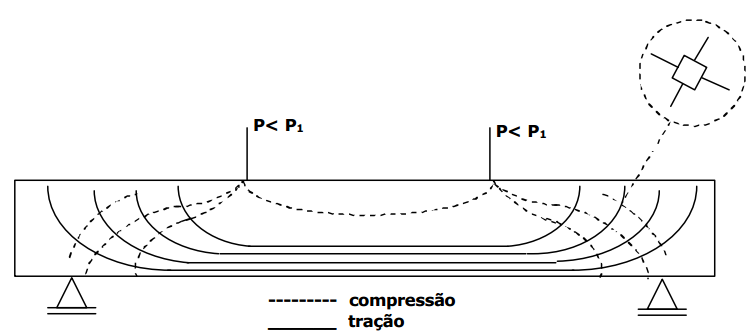 P< P₁
P< P₁
compressão
tração